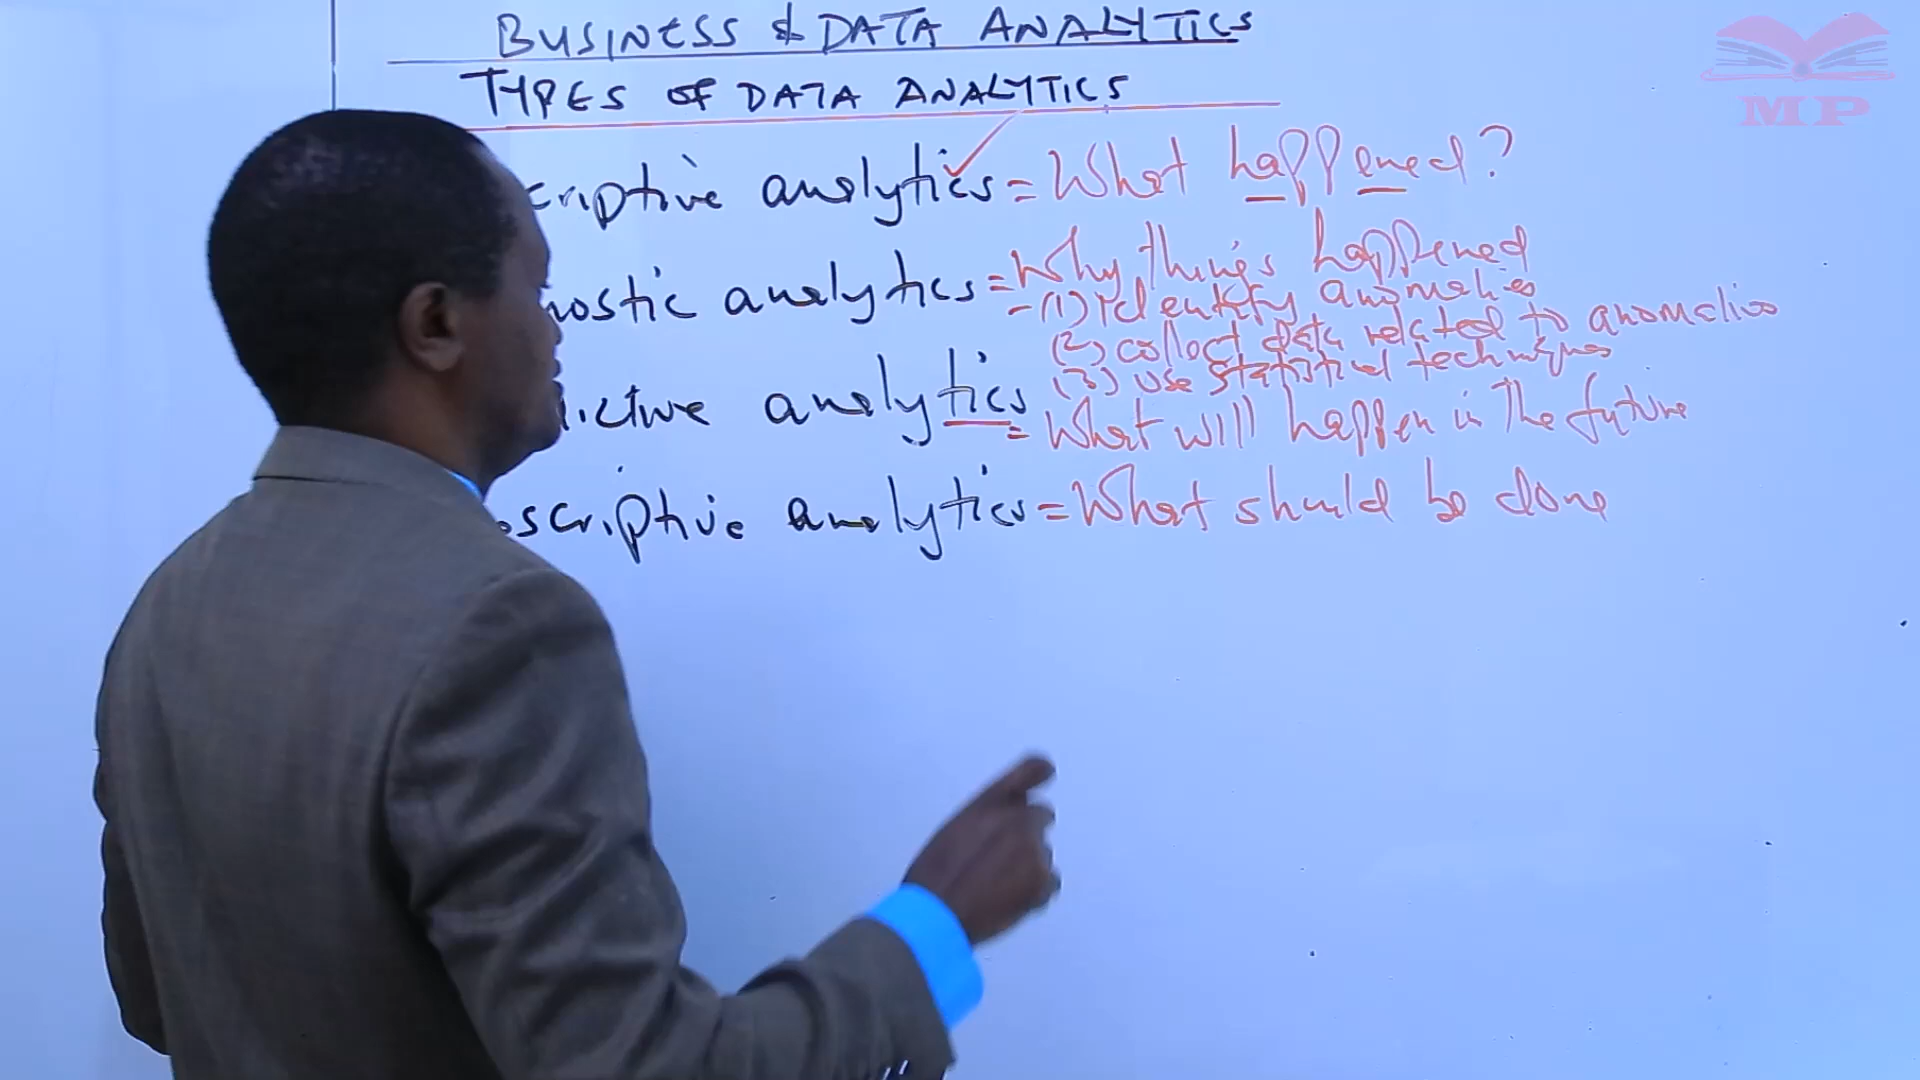 BUSINESS & DATA ANALYTICS
TYPES OF DATA ANALYTICS
criptive analytics = What happened?
nostic analytics = Why things happened
- (1) Identify anomalies
(2) collect data related to anomalies
(3) use statistical techniques
ictive analytics = What will happen in the future
escriptive analytics = What should be done
MP